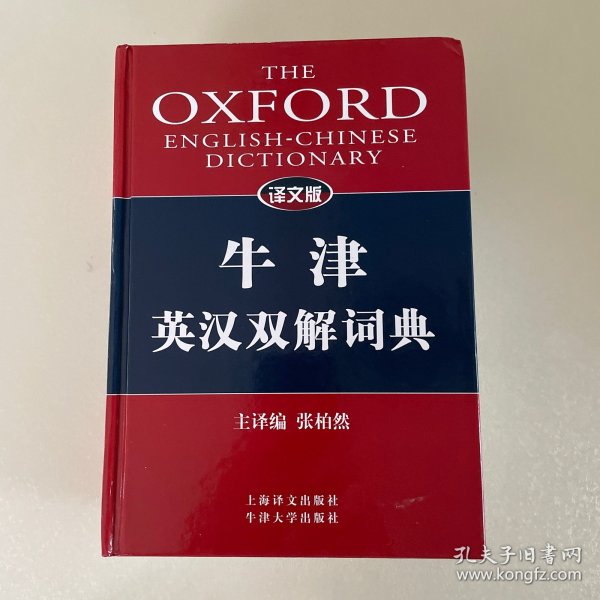 THE
OXFORD
ENGLISH-CHINESE
DICTIONARY
译文版
牛津
英汉双解词典
主译编 张柏然
上海译文出版社
牛津大学出版社
孔夫子旧书网
www.kongfz.com